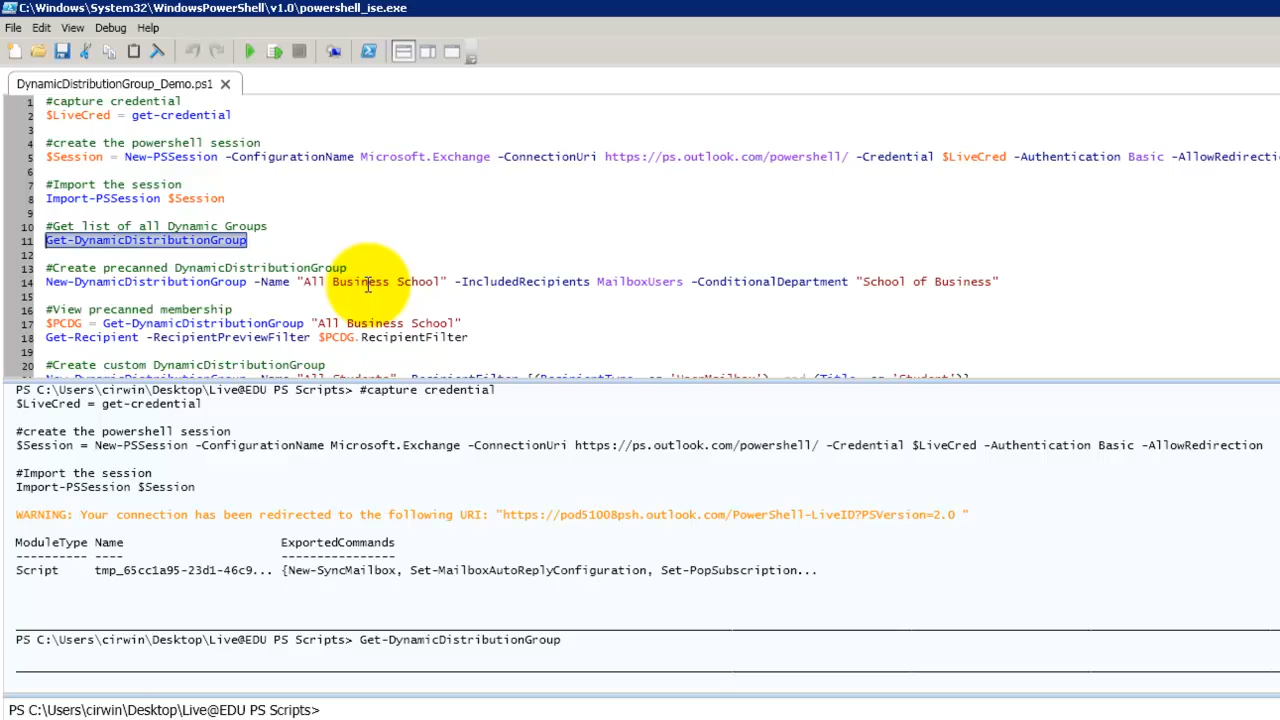 C:\Windows\System32\WindowsPowerShell\v1.0\powershell_ise.exe
File Edit View Debug Help
DynamicDistributionGroup_Demo.ps1
1 #capture credential
2 $LiveCred = get-credential
3
4 #create the powershell session
5 $Session = New-PSSession -ConfigurationName Microsoft.Exchange -ConnectionUri https://ps.outlook.com/powershell/ -Credential $LiveCred -Authentication Basic -AllowRedirectio
6
7 #Import the session
8 Import-PSSession $Session
9
10 #Get list of all Dynamic Groups
11 Get-DynamicDistributionGroup
12
13 #Create precanned DynamicDistributionGroup
14 New-DynamicDistributionGroup -Name "All Business School" -IncludedRecipients MailboxUsers -ConditionalDepartment "School of Business"
15
16 #View precanned membership
17 $PCDG = Get-DynamicDistributionGroup "All Business School"
18 Get-Recipient -RecipientPreviewFilter $PCDG.RecipientFilter
19
20 #Create custom DynamicDistributionGroup
PS C:\Users\cirwin\Desktop\Live@EDU PS Scripts> #capture credential
$LiveCred = get-credential
#create the powershell session
$Session = New-PSSession -ConfigurationName Microsoft.Exchange -ConnectionUri https://ps.outlook.com/powershell/ -Credential $LiveCred -Authentication Basic -AllowRedirection
#Import the session
Import-PSSession $Session
WARNING: Your connection has been redirected to the following URI: "https://pod51008psh.outlook.com/PowerShell-LiveID?PSVersion=2.0 "
ModuleType Name ExportedCommands
---------- ---- ----------------
Script tmp_65cc1a95-23d1-46c9... {New-SyncMailbox, Set-MailboxAutoReplyConfiguration, Set-PopSubscription...
PS C:\Users\cirwin\Desktop\Live@EDU PS Scripts> Get-DynamicDistributionGroup
PS C:\Users\cirwin\Desktop\Live@EDU PS Scripts>